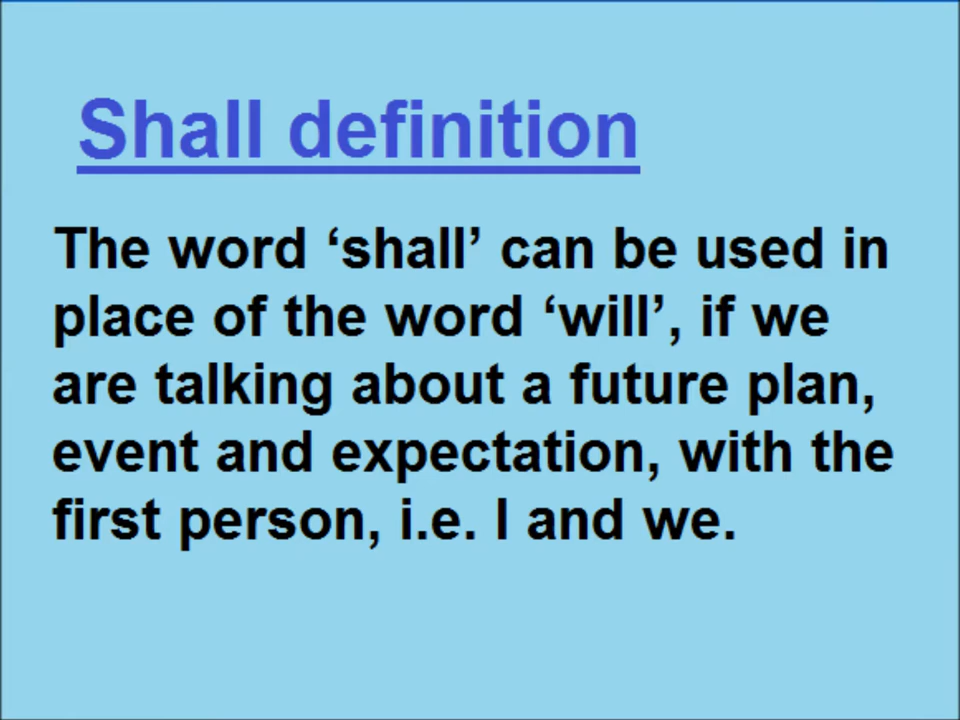 Shall definition
The word ‘shall’ can be used in
place of the word ‘will’, if we
are talking about a future plan,
event and expectation, with the
first person, i.e. I and we.